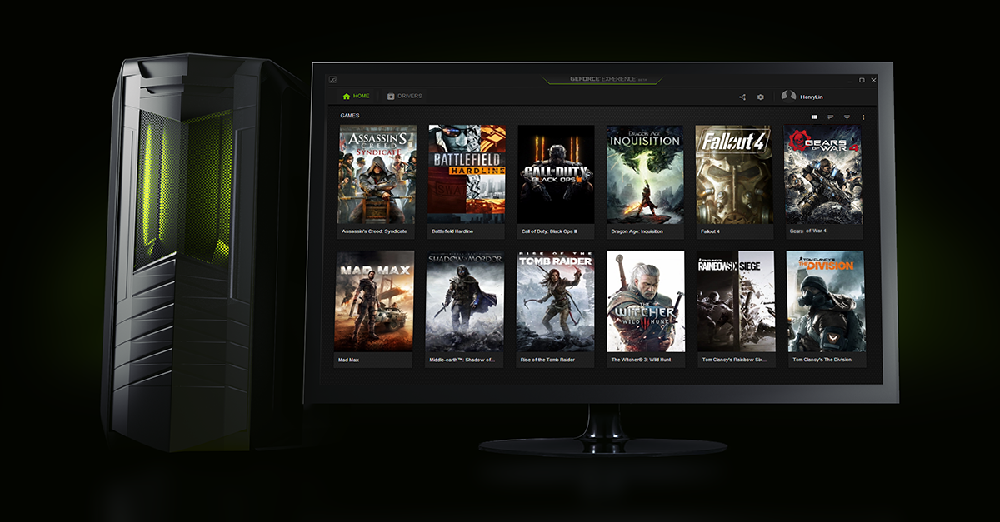 GEFORCE® EXPERIENCE
HOME
DRIVERS
HenryLin
GAMES
ASSASSIN'S
CREED
SYNDICATE
BATTLEFIELD
HARDLINE
SWAT
CALL OF DUTY
BLACK OPS III
DRAGON AGE
INQUISITION
Fallout 4
GEARS
OF WAR 4
Assassin's Creed: Syndicate
Battlefield Hardline
Call of Duty: Black Ops III
Dragon Age: Inquisition
Fallout 4
Gears of War 4
MAD MAX
SHADOW OF MORDOR
RISE OF THE
TOMB RAIDER
THE
WITCHER
WILD HUNT
TOM CLANCY'S
RAINBOW SIX SIEGE
TOM CLANCY'S
THE DIVISION
Mad Max
Middle-earth™: Shadow of...
Rise of the Tomb Raider
The Witcher® 3: Wild Hunt
Tom Clancy's Rainbow Six...
Tom Clancy's The Division